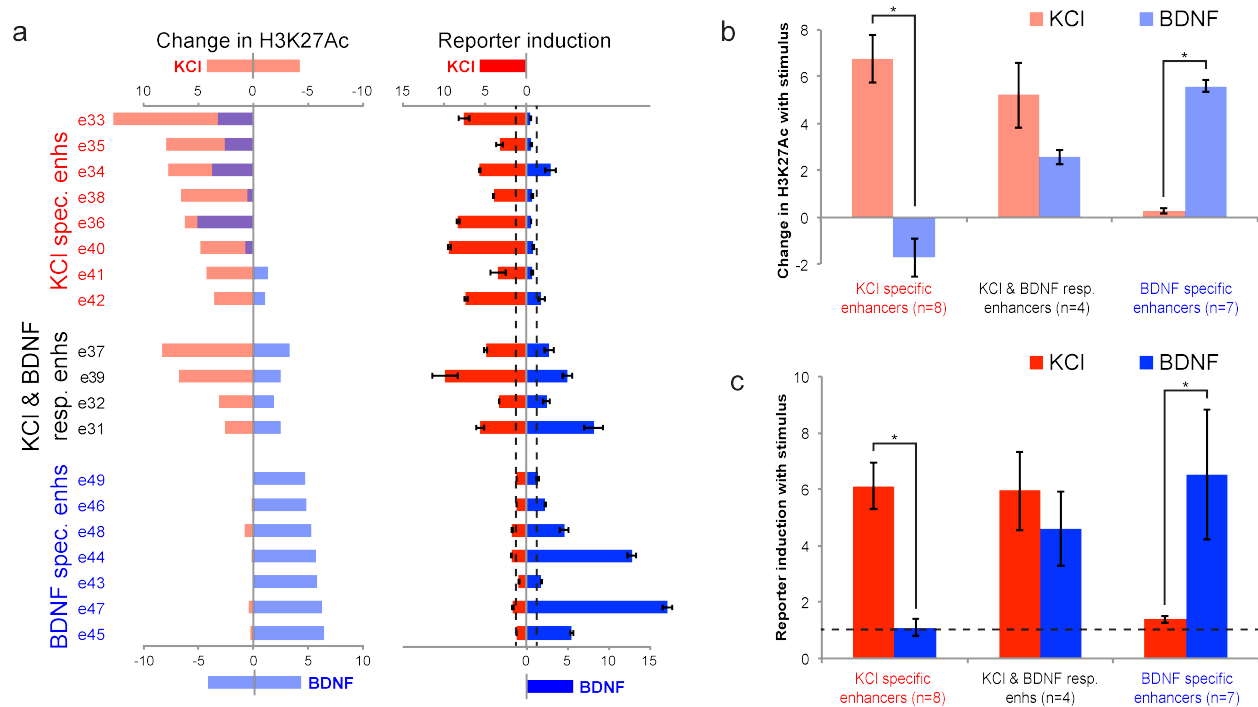 a
Change in H3K27Ac
KCl
10 5 0 -5 -10
KCl spec. enhs
e33
e35
e34
e38
e36
e40
e41
e42
KCl & BDNF
resp. enhs
e37
e39
e32
e31
BDNF spec. enhs
e49
e46
e48
e44
e43
e47
e45
-10 -5 0 5 10
BDNF
Reporter induction
KCl
15 10 5 0
0 5 10 15
BDNF
b
KCl BDNF
Change in H3K27Ac with stimulus
8
6
4
2
0
-2
*
*
KCl specific
enhancers (n=8)
KCl & BDNF resp.
enhancers (n=4)
BDNF specific
enhancers (n=7)
c
KCl BDNF
Reporter induction with stimulus
10
8
6
4
2
0
*
*
KCl specific
enhancers (n=8)
KCl & BDNF resp.
enhs (n=4)
BDNF specific
enhancers (n=7)